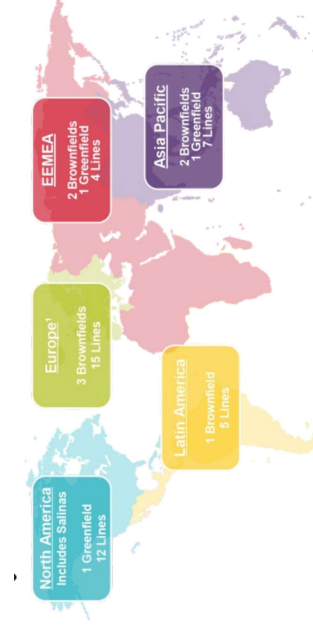 North America
Includes Salinas
1 Greenfield
12 Lines
Europe¹
3 Brownfields
15 Lines
EEMEA
2 Brownfields
1 Greenfield
4 Lines
Latin America
1 Brownfield
5 Lines
Asia Pacific
2 Brownfields
1 Greenfield
7 Lines